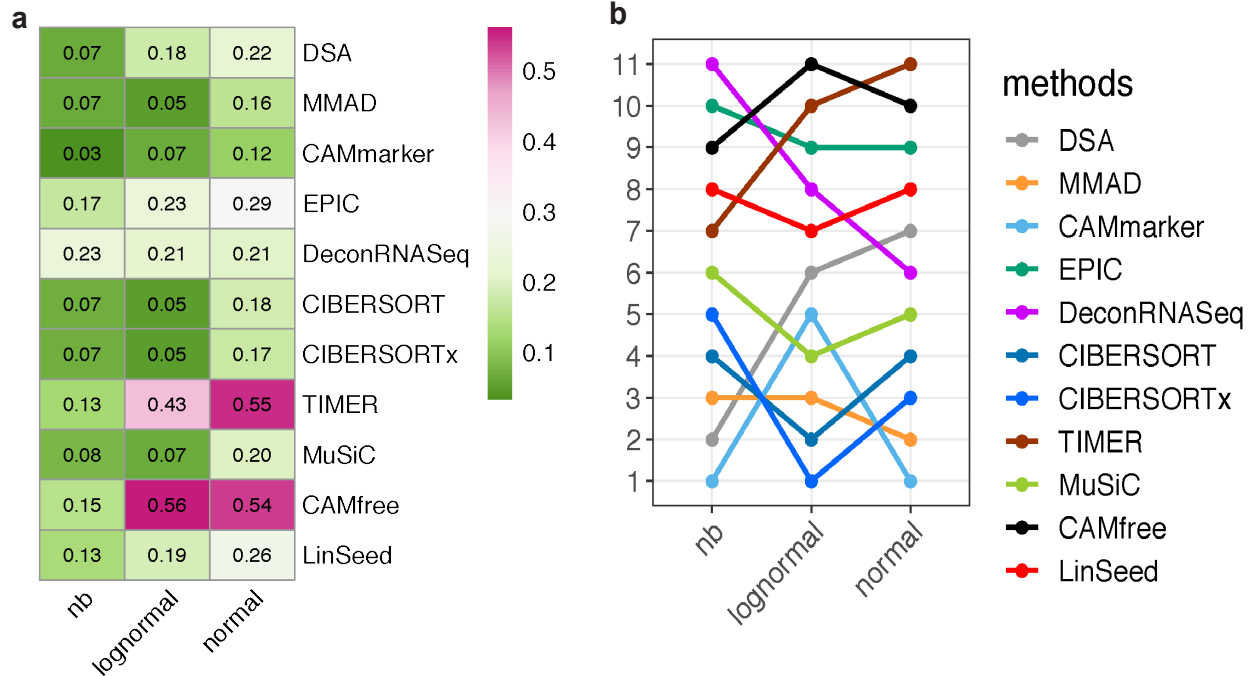 a
0.07 0.18 0.22 DSA
0.07 0.05 0.16 MMAD
0.03 0.07 0.12 CAMmarker
0.17 0.23 0.29 EPIC
0.23 0.21 0.21 DeconRNASeq
0.07 0.05 0.18 CIBERSORT
0.07 0.05 0.17 CIBERSORTx
0.13 0.43 0.55 TIMER
0.08 0.07 0.20 MuSiC
0.15 0.56 0.54 CAMfree
0.13 0.19 0.26 LinSeed
nb lognormal normal
0.5
0.4
0.3
0.2
0.1
b
11
10
9
8
7
6
5
4
3
2
1
nb lognormal normal
methods
DSA
MMAD
CAMmarker
EPIC
DeconRNASeq
CIBERSORT
CIBERSORTx
TIMER
MuSiC
CAMfree
LinSeed